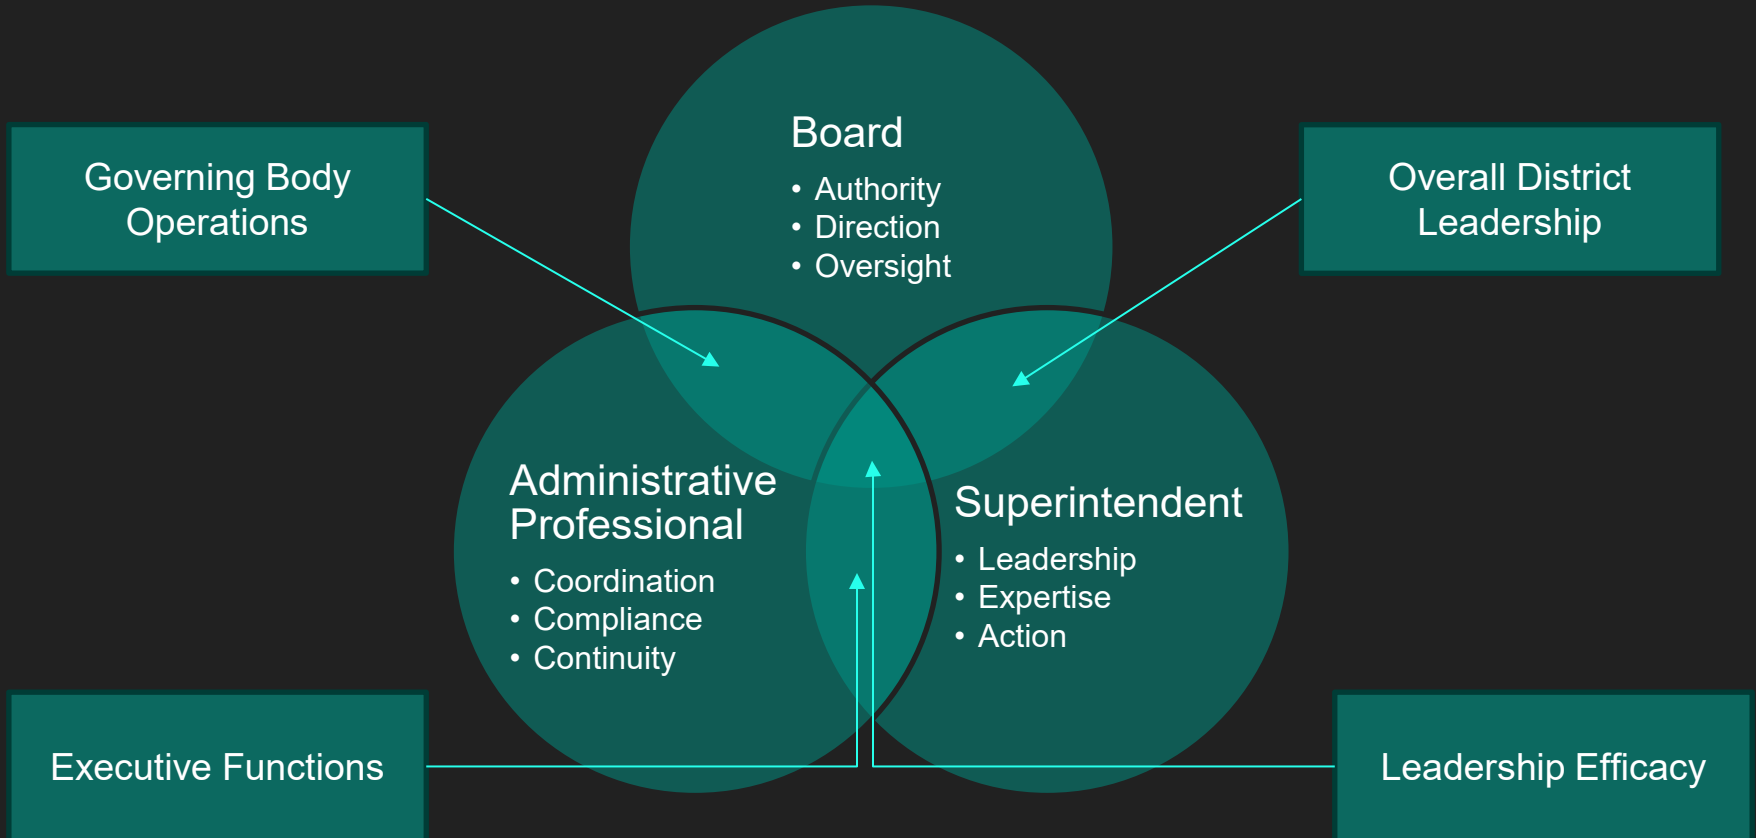 Board
• Authority
• Direction
• Oversight
Governing Body
Operations
Overall District
Leadership
Administrative
Professional
• Coordination
• Compliance
• Continuity
Superintendent
• Leadership
• Expertise
• Action
Executive Functions
Leadership Efficacy